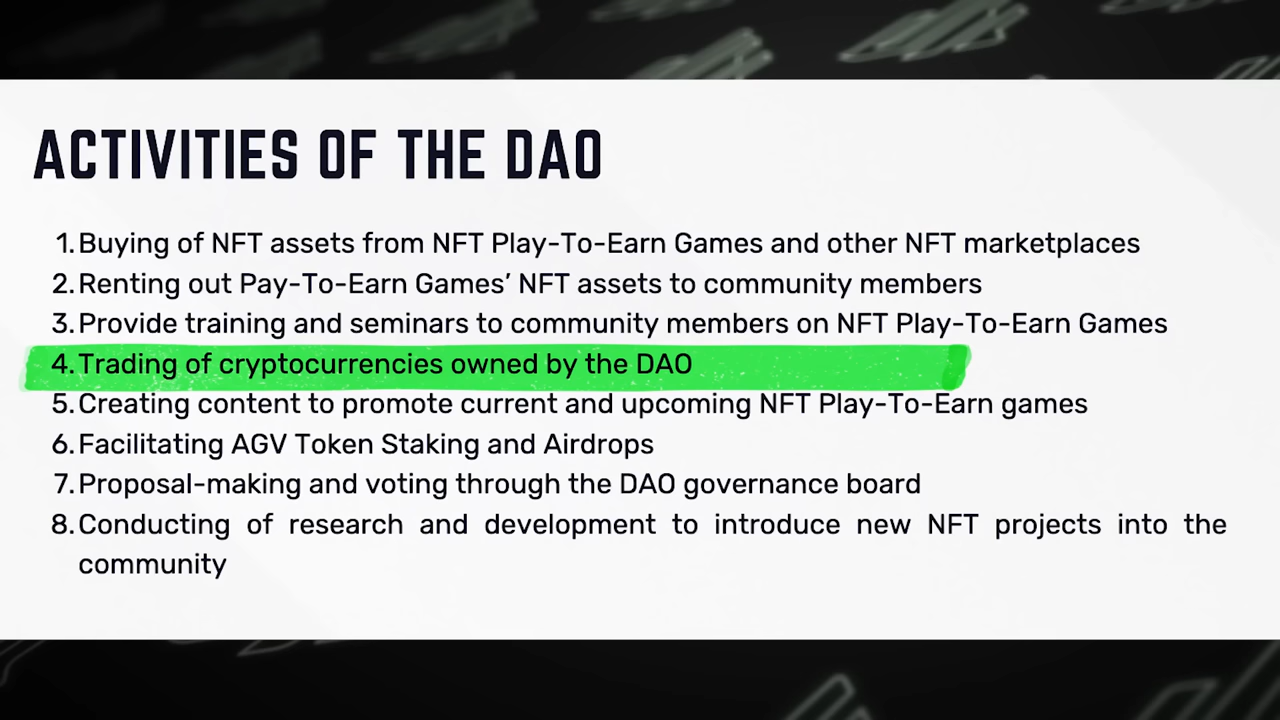 ACTIVITIES OF THE DAO
1. Buying of NFT assets from NFT Play-To-Earn Games and other NFT marketplaces
2. Renting out Pay-To-Earn Games’ NFT assets to community members
3. Provide training and seminars to community members on NFT Play-To-Earn Games
4. Trading of cryptocurrencies owned by the DAO
5. Creating content to promote current and upcoming NFT Play-To-Earn games
6. Facilitating AGV Token Staking and Airdrops
7. Proposal-making and voting through the DAO governance board
8. Conducting of research and development to introduce new NFT projects into the
community